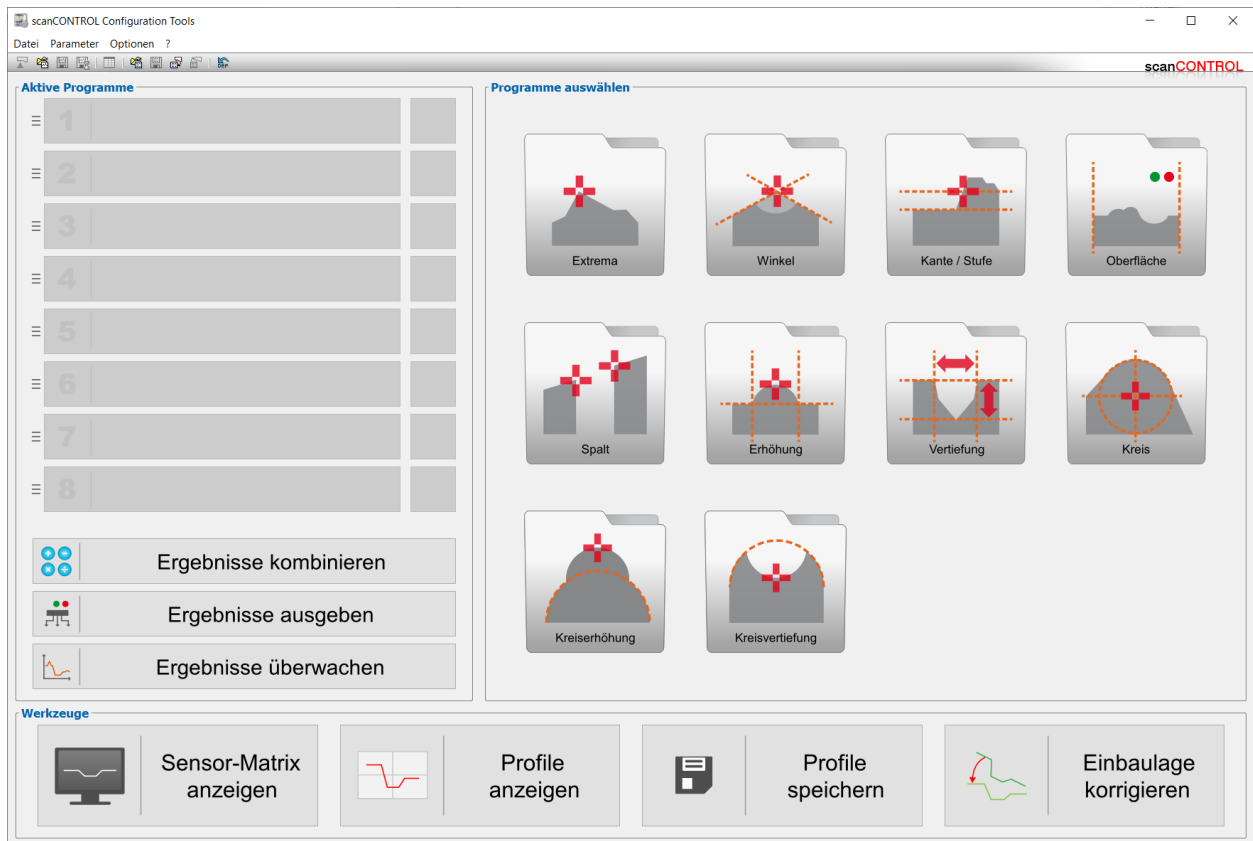 scanCONTROL Configuration Tools
Datei Parameter Optionen ?
scanCONTROL
Aktive Programme
1
2
3
4
5
6
7
8
Ergebnisse kombinieren
Ergebnisse ausgeben
Ergebnisse überwachen
Programme auswählen
Extrema
Winkel
Kante / Stufe
Oberfläche
Spalt
Erhöhung
Vertiefung
Kreis
Kreiserhöhung
Kreisvertiefung
Werkzeuge
Sensor-Matrix
anzeigen
Profile
anzeigen
Profile
speichern
Einbaulage
korrigieren